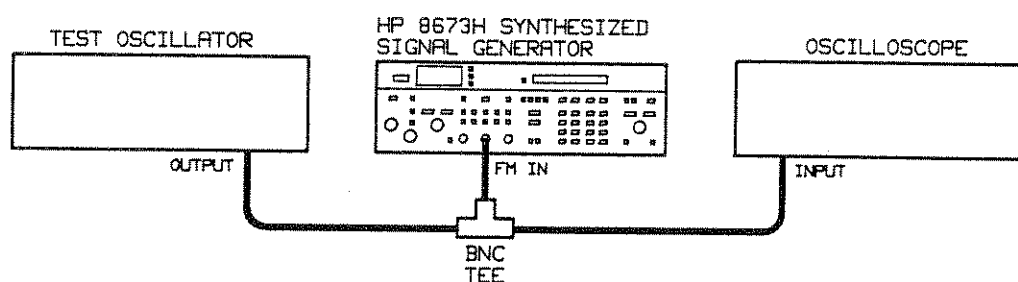 HP 8673H SYNTHESIZED
SIGNAL GENERATOR
TEST OSCILLATOR
OSCILLOSCOPE
OUTPUT
FM IN
INPUT
BNC
TEE